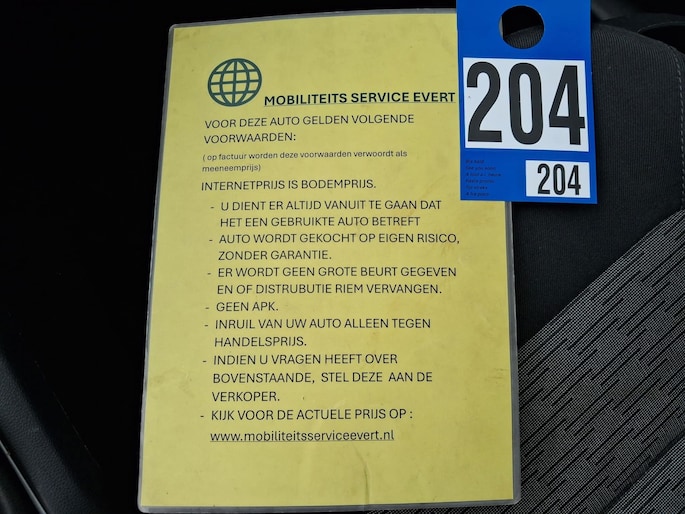 MOBILITEITS SERVICE EVERT
VOOR DEZE AUTO GELDEN VOLGENDE
VOORWAARDEN:
( op factuur worden deze voorwaarden verwoordt als
meeneemprijs)
INTERNETPRIJS IS BODEMPRIJS.
- U DIENT ER ALTIJD VANUIT TE GAAN DAT
HET EEN GEBRUIKTE AUTO BETREFT
- AUTO WORDT GEKOCHT OP EIGEN RISICO,
ZONDER GARANTIE.
- ER WORDT GEEN GROTE BEURT GEGEVEN
EN OF DISTRUBUTIE RIEM VERVANGEN.
- GEEN APK.
- INRUIL VAN UW AUTO ALLEEN TEGEN
HANDELSPRIJS.
- INDIEN U VRAGEN HEEFT OVER
BOVENSTAANDE, STEL DEZE AAN DE
VERKOPER.
- KIJK VOOR DE ACTUELE PRIJS OP :
www.mobiliteitsserviceevert.nl
204
204